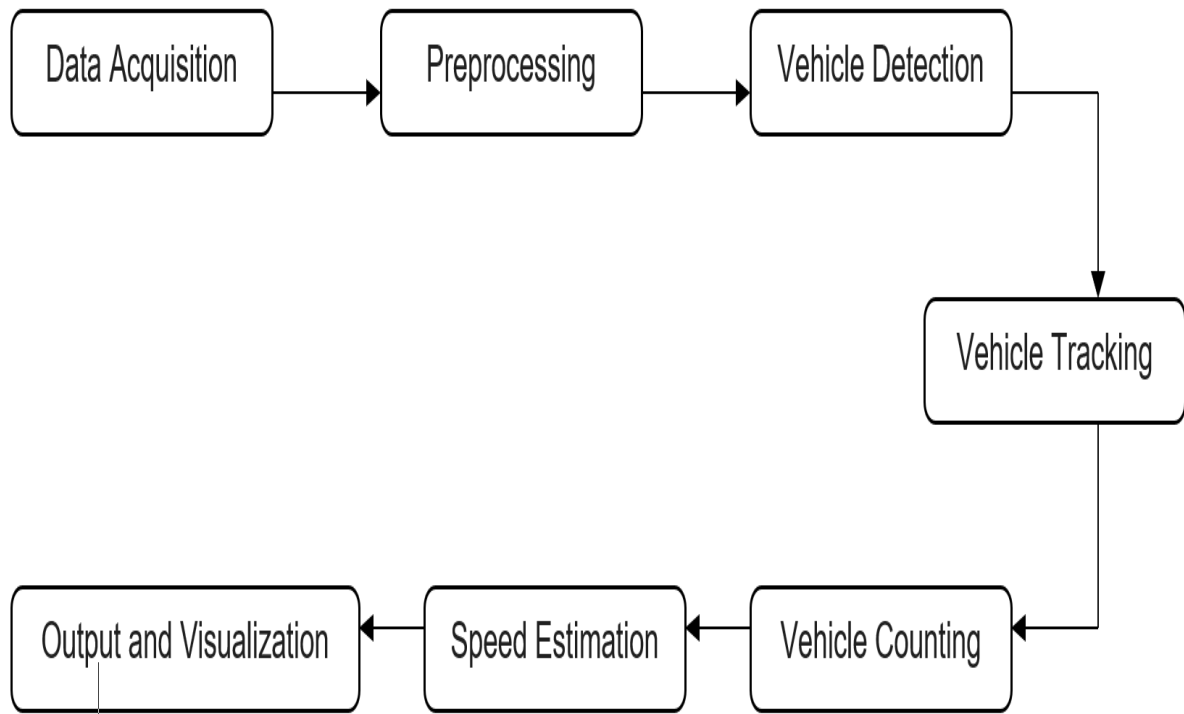 Data Acquisition
Preprocessing
Vehicle Detection
Vehicle Tracking
Vehicle Counting
Speed Estimation
Output and Visualization